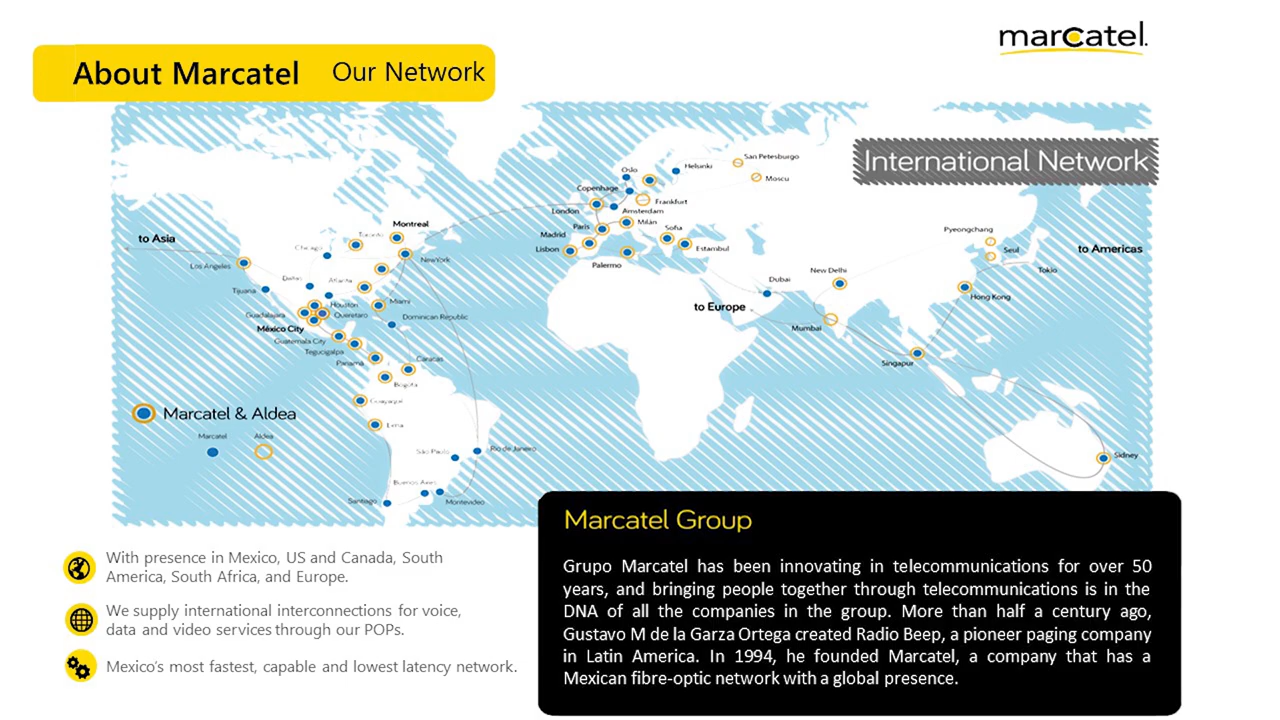 marcatel.
About Marcatel Our Network
International Network
San Petesburgo
Helsinki
Oslo
Moscu
Copenhage
Frankfurt
London
Amsterdam
Milán
Paris
Madrid
Sofia
Lisbon
Estambul
Palermo
Montreal
Toronto
to Asia
Chicago
NewYork
Los Angeles
Dallas
Atlanta
Tijuana
Houston
Miami
Guadalajara
Queretaro
Dominican Republic
México City
Guatemala City
Tegucigalpa
Panamá
Caracas
Bogota
Guayaquil
Lima
São Paulo
Rio de Janeiro
Buenos Aires
Santiago
Montevideo
Pyeongchang
Seul
to Americas
Tokio
New Delhi
Dubai
Hong Kong
to Europe
Mumbai
Singapur
Sidney
Marcatel & Aldea
Marcatel Aldea
With presence in Mexico, US and Canada, South
America, South Africa, and Europe.
We supply international interconnections for voice,
data and video services through our POPs.
Mexico's most fastest, capable and lowest latency network.
Marcatel Group
Grupo Marcatel has been innovating in telecommunications for over 50
years, and bringing people together through telecommunications is in the
DNA of all the companies in the group. More than half a century ago,
Gustavo M de la Garza Ortega created Radio Beep, a pioneer paging company
in Latin America. In 1994, he founded Marcatel, a company that has a
Mexican fibre-optic network with a global presence.